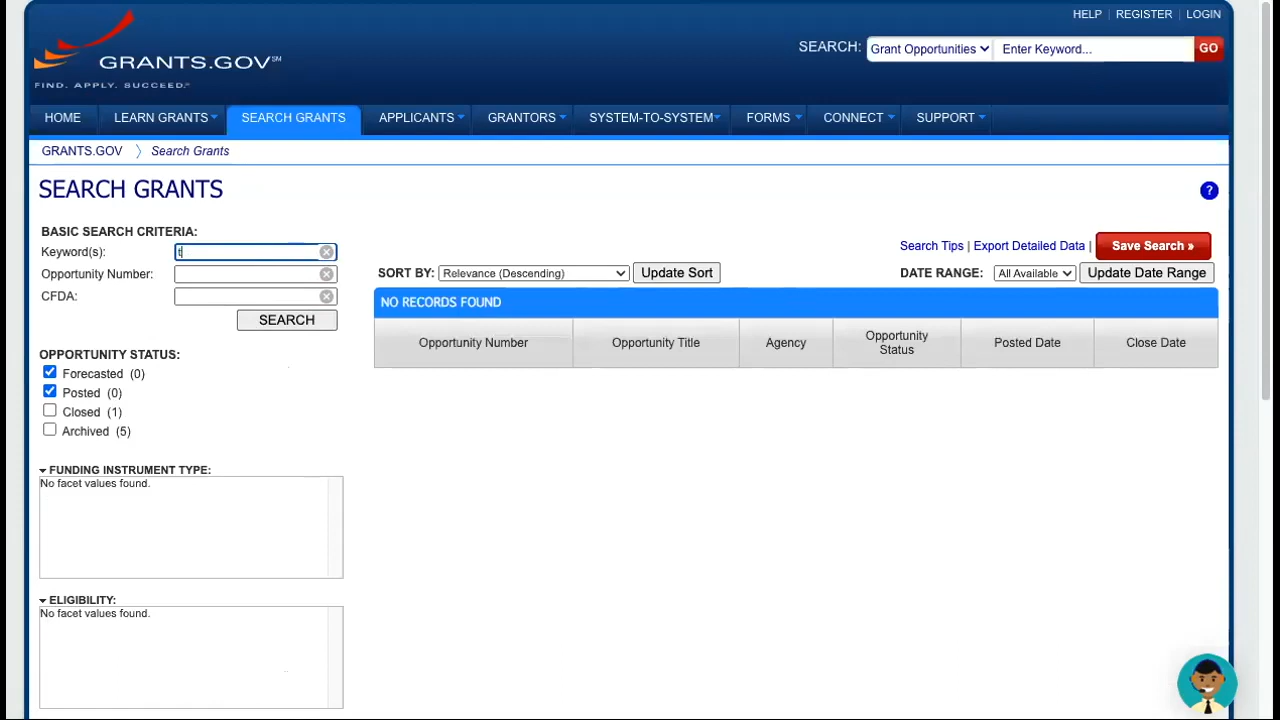 HELP | REGISTER | LOGIN
GRANTS.GOV℠
FIND. APPLY. SUCCEED.℠
SEARCH: Grant Opportunities Enter Keyword... GO
HOME LEARN GRANTS SEARCH GRANTS APPLICANTS GRANTORS SYSTEM-TO-SYSTEM FORMS CONNECT SUPPORT
GRANTS.GOV 〉 Search Grants
SEARCH GRANTS
?
BASIC SEARCH CRITERIA:
Keyword(s): t
Opportunity Number:
CFDA:
SEARCH
OPPORTUNITY STATUS:
Forecasted (0)
Posted (0)
Closed (1)
Archived (5)
FUNDING INSTRUMENT TYPE:
No facet values found.
ELIGIBILITY:
No facet values found.
Search Tips | Export Detailed Data | Save Search »
SORT BY: Relevance (Descending) Update Sort DATE RANGE: All Available Update Date Range
NO RECORDS FOUND
Opportunity Number Opportunity Title Agency Opportunity Status Posted Date Close Date